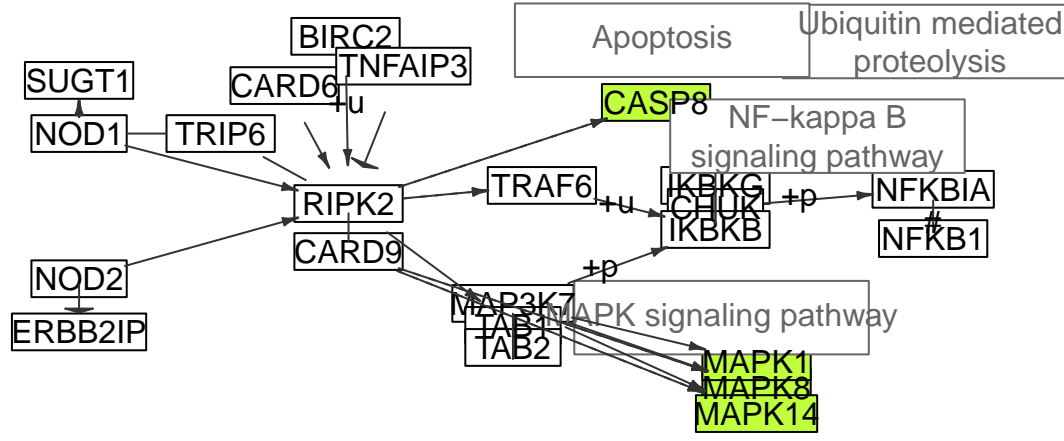 BIRC2
Apoptosis
Ubiquitin mediated
proteolysis
TNFAIP3
SUGT1
CARD6
+u
CASP8
NOD1
TRIP6
NF−kappa B
signaling pathway
RIPK2
TRAF6
+u
IKBKG
CHUK
IKBKB
+p
NFKBIA
#
NFKB1
CARD9
NOD2
+p
MAP3K7
TAB1
TAB2
MAPK signaling pathway
ERBB2IP
MAPK1
MAPK8
MAPK14